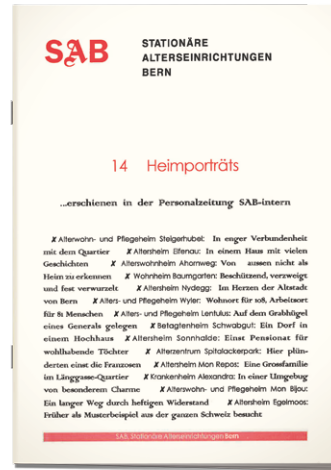 SAB
STATIONÄRE
ALTERSEINRICHTUNGEN
BERN
14 Heimporträts
...erschienen in der Personalzeitung SAB-intern
✗ Alterwohn- und Pflegeheim Steigerhubel: In enger Verbundenheit
mit dem Quartier ✗ Altersheim Elfenau: In einem Haus mit vielen
Geschichten ✗ Alterswohnheim Ahornweg: Von aussen nicht als
Heim zu erkennen ✗ Wohnheim Baumgarten: Beschützend, verzweigt
und fest verwurzelt ✗ Altersheim Nydegg: Im Herzen der Altstadt
von Bern ✗ Alters- und Pflegeheim Wyler: Wohnort für 108, Arbeitsort
für 81 Menschen ✗ Alters- und Pflegeheim Lentulus: Auf dem Grabhügel
eines Generals gelegen ✗ Betagtenheim Schwabgut: Ein Dorf in
einem Hochhaus ✗ Altersheim Sonnhalde: Einst Pensionat für
wohlhabende Töchter ✗ Alterzentrum Spitalackerpark: Hier plün-
derten einst die Franzosen ✗ Altersheim Mon Repos: Eine Grossfamilie
im Länggasse-Quartier ✗ Krankenheim Alexandra: In einer Umgebug
von besonderem Charme ✗ Alterswohn- und Pflegeheim Mon Bijou:
Ein langer Weg durch heftigen Widerstand ✗ Altersheim Egelmoos:
Früher als Musterbeispiel aus der ganzen Schweiz besucht
SAB, Stationäre Alterseinrichtungen Bern